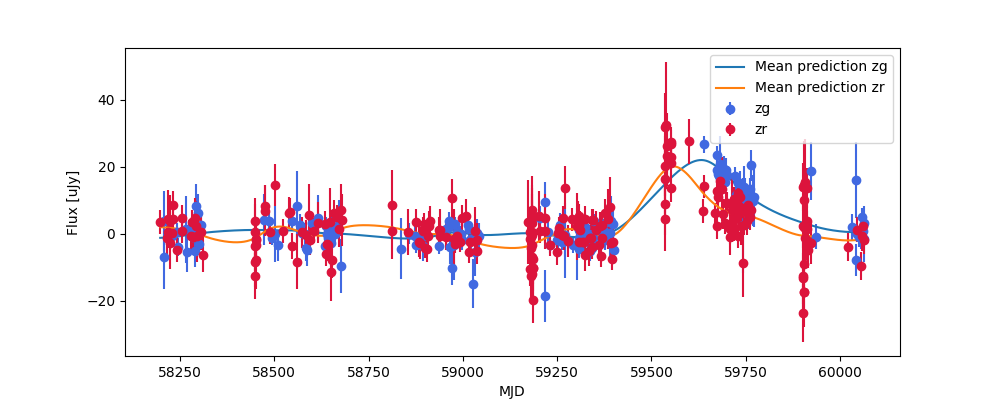 Flux [uJy]
40
20
0
−20
58250
58500
58750
59000
59250
59500
59750
60000
MJD
Mean prediction zg
Mean prediction zr
zg
zr